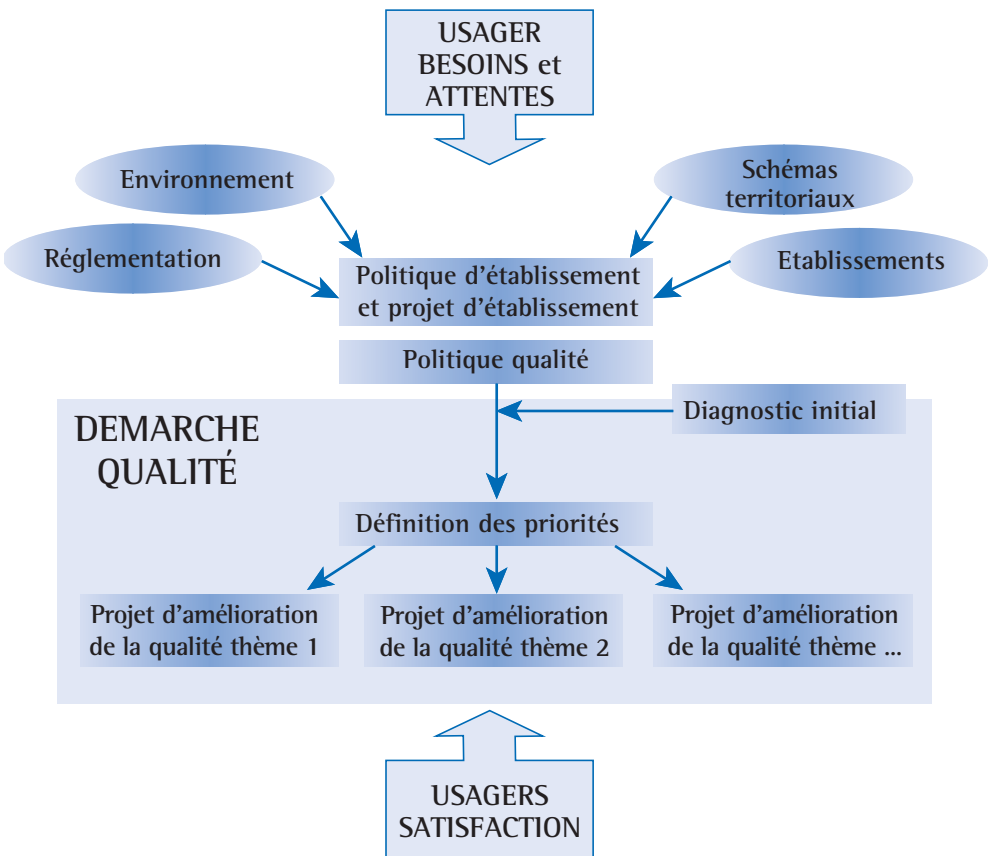 USAGER
BESOINS et
ATTENTES
Environnement
Schémas
territoriaux
Réglementation
Etablissements
Politique d'établissement
et projet d'établissement
Politique qualité
Diagnostic initial
DEMARCHE
QUALITÉ
Définition des priorités
Projet d'amélioration
de la qualité thème 1
Projet d'amélioration
de la qualité thème 2
Projet d'amélioration
de la qualité thème ...
USAGERS
SATISFACTION